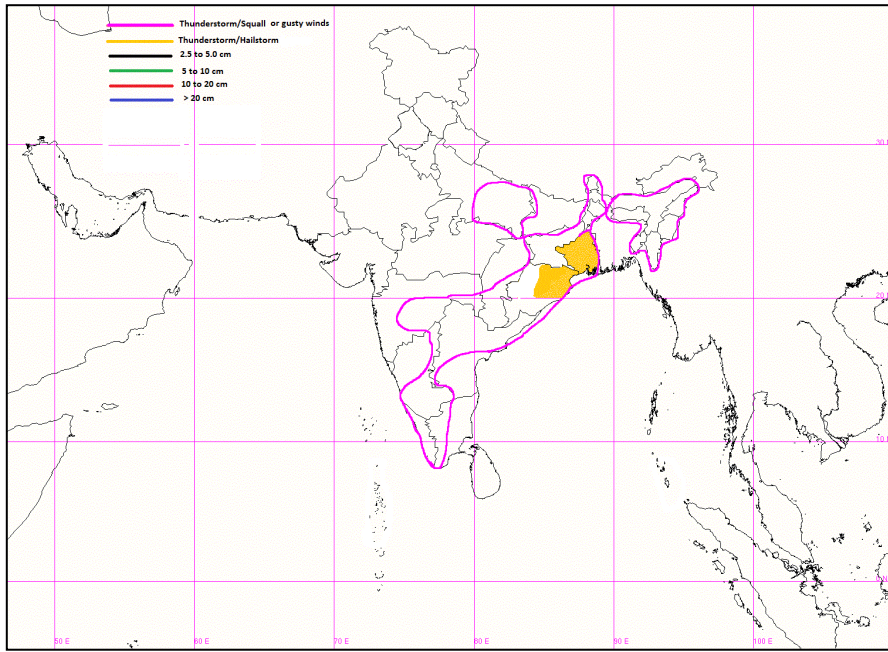 Thunderstorm/Squall or gusty winds
Thunderstorm/Hailstorm
2.5 to 5.0 cm
5 to 10 cm
10 to 20 cm
> 20 cm
30
20
10
0 N
50 E
60 E
70 E
80 E
90 E
100 E